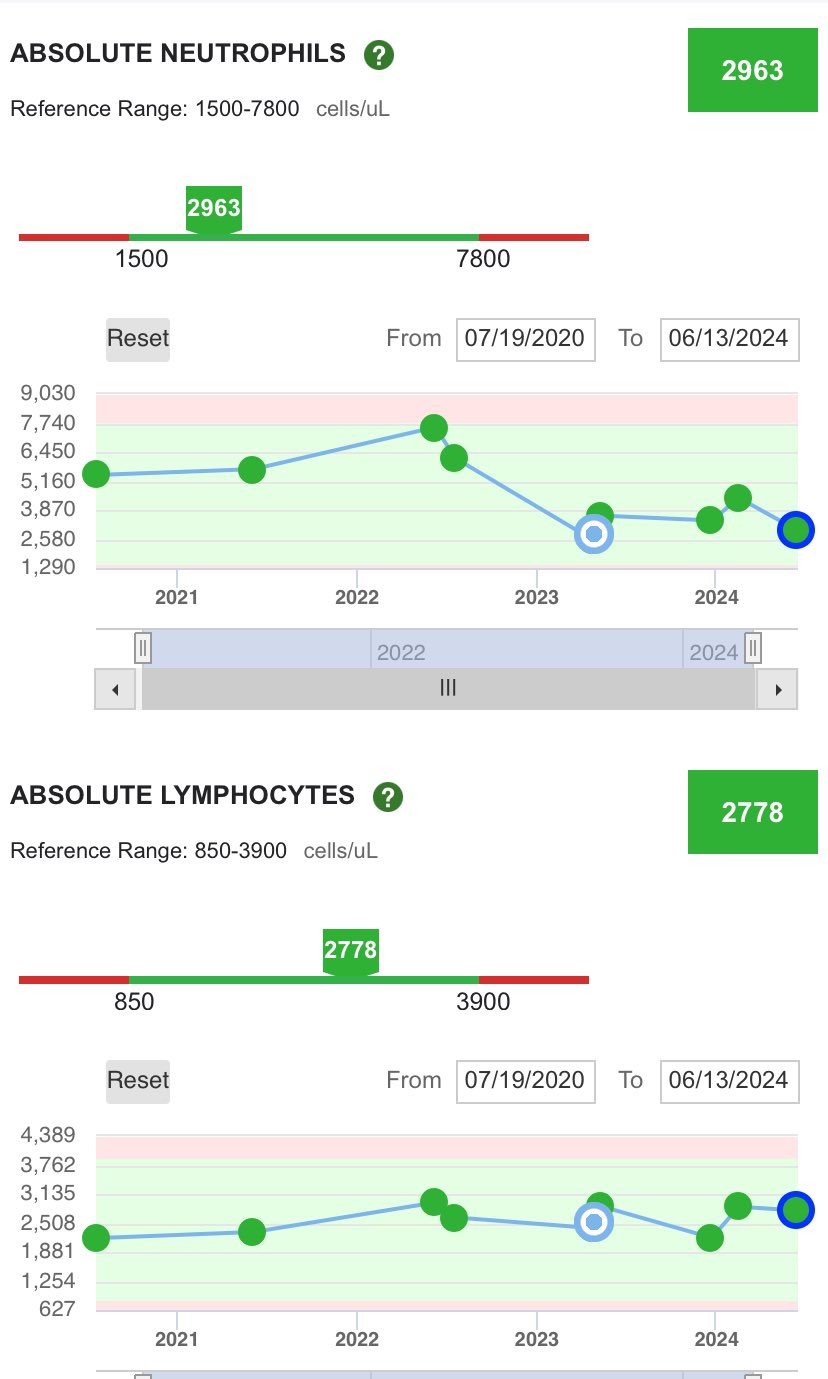 ABSOLUTE NEUTROPHILS ?
2963
Reference Range: 1500-7800 cells/uL
2963
1500 7800
Reset From 07/19/2020 To 06/13/2024
9,030
7,740
6,450
5,160
3,870
2,580
1,290
2021 2022 2023 2024
2022 2024
ABSOLUTE LYMPHOCYTES ?
2778
Reference Range: 850-3900 cells/uL
2778
850 3900
Reset From 07/19/2020 To 06/13/2024
4,389
3,762
3,135
2,508
1,881
1,254
627
2021 2022 2023 2024